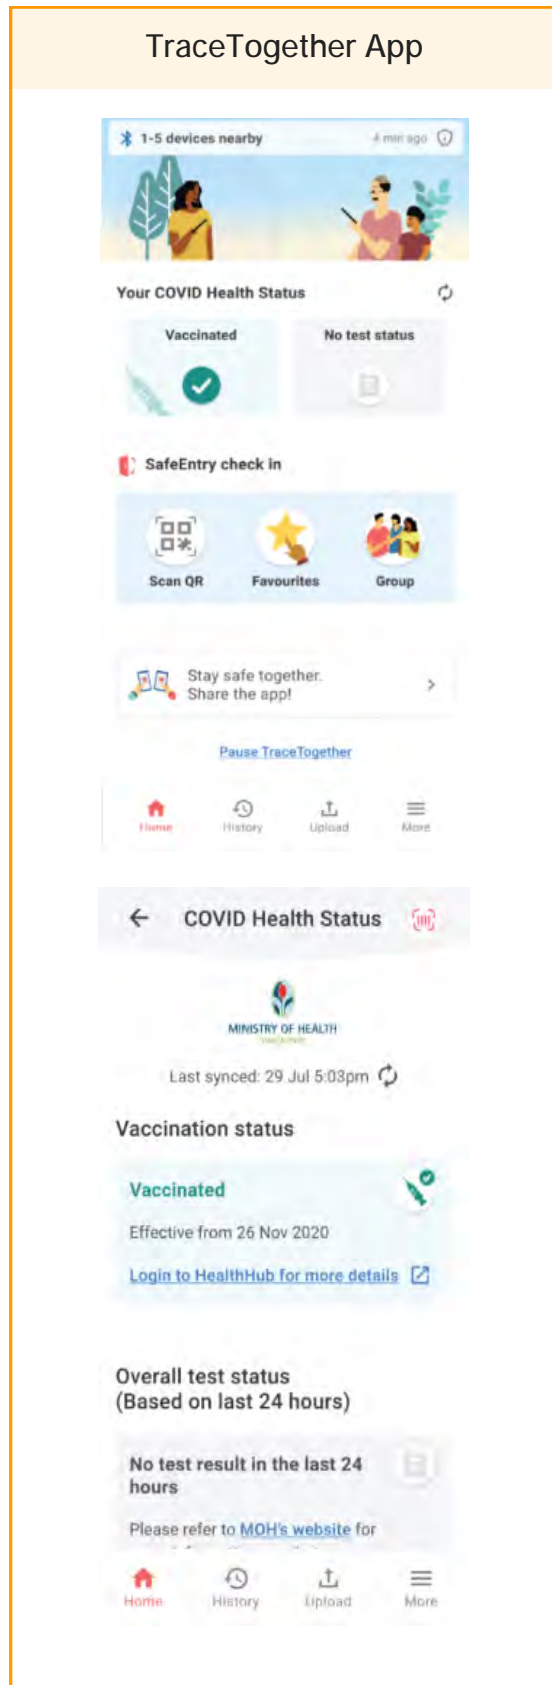 TraceTogether App
1-5 devices nearby
4 min ago
Your COVID Health Status
Vaccinated
No test status
SafeEntry check in
Scan QR
Favourites
Group
Stay safe together.
Share the app!
Pause TraceTogether
Home
History
Upload
More
COVID Health Status
MINISTRY OF HEALTH
Last synced: 29 Jul 5:03pm
Vaccination status
Vaccinated
Effective from 26 Nov 2020
Login to HealthHub for more details
Overall test status
(Based on last 24 hours)
No test result in the last 24
hours
Please refer to MOH's website for
Home
History
Upload
More